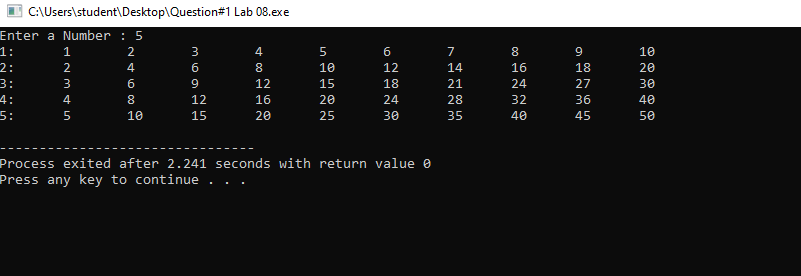 C:\Users\student\Desktop\Question#1 Lab 08.exe
Enter a Number : 5
1:      1       2       3       4       5       6       7       8       9       10
2:      2       4       6       8       10      12      14      16      18      20
3:      3       6       9       12      15      18      21      24      27      30
4:      4       8       12      16      20      24      28      32      36      40
5:      5       10      15      20      25      30      35      40      45      50
--------------------------------
Process exited after 2.241 seconds with return value 0
Press any key to continue . . .